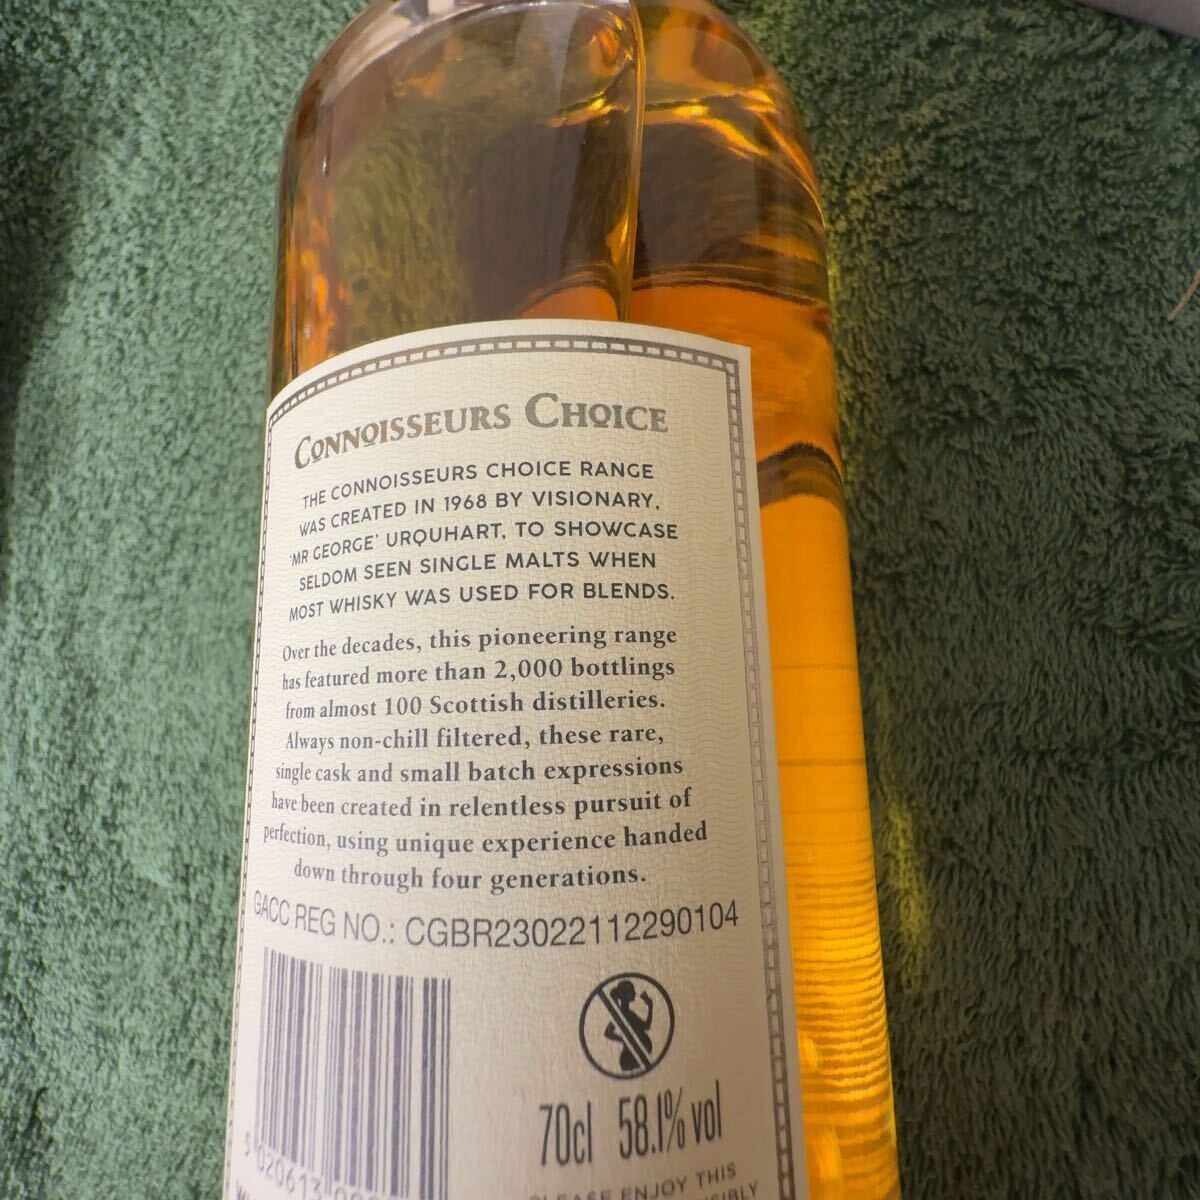 CONNOISSEURS CHOICE
THE CONNOISSEURS CHOICE RANGE
WAS CREATED IN 1968 BY VISIONARY,
'MR GEORGE' URQUHART, TO SHOWCASE
SELDOM SEEN SINGLE MALTS WHEN
MOST WHISKY WAS USED FOR BLENDS.
Over the decades, this pioneering range
has featured more than 2,000 bottlings
from almost 100 Scottish distilleries.
Always non-chill filtered, these rare,
single cask and small batch expressions
have been created in relentless pursuit of
perfection, using unique experience handed
down through four generations.
GACC REG NO.: CGBR23022112290104
70cl 58.1% vol
5 020613
PLEASE ENJOY THIS